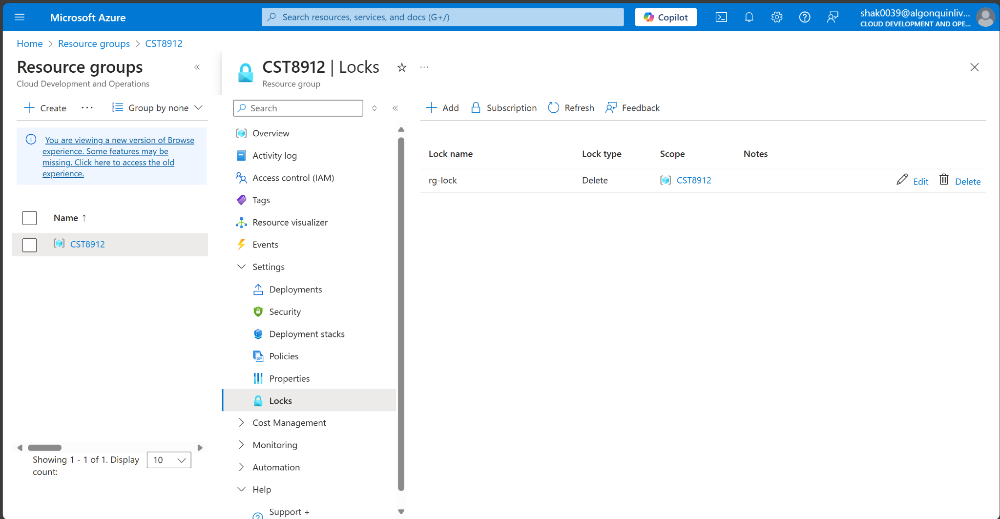 Microsoft Azure
Search resources, services, and docs (G+/)
Copilot
shak0039@algonquinliv...
CLOUD DEVELOPMENT AND OPE...
Home > Resource groups > CST8912
Resource groups
Cloud Development and Operations
Create
Group by none
You are viewing a new version of Browse
experience. Some features may be
missing. Click here to access the old
experience.
Name ↑
CST8912
Showing 1 - 1 of 1. Display
count:
10
CST8912 | Locks
Resource group
Search
Overview
Activity log
Access control (IAM)
Tags
Resource visualizer
Events
Settings
Deployments
Security
Deployment stacks
Policies
Properties
Locks
Cost Management
Monitoring
Automation
Help
Support +
Add
Subscription
Refresh
Feedback
Lock name Lock type Scope Notes
rg-lock Delete CST8912 Edit Delete